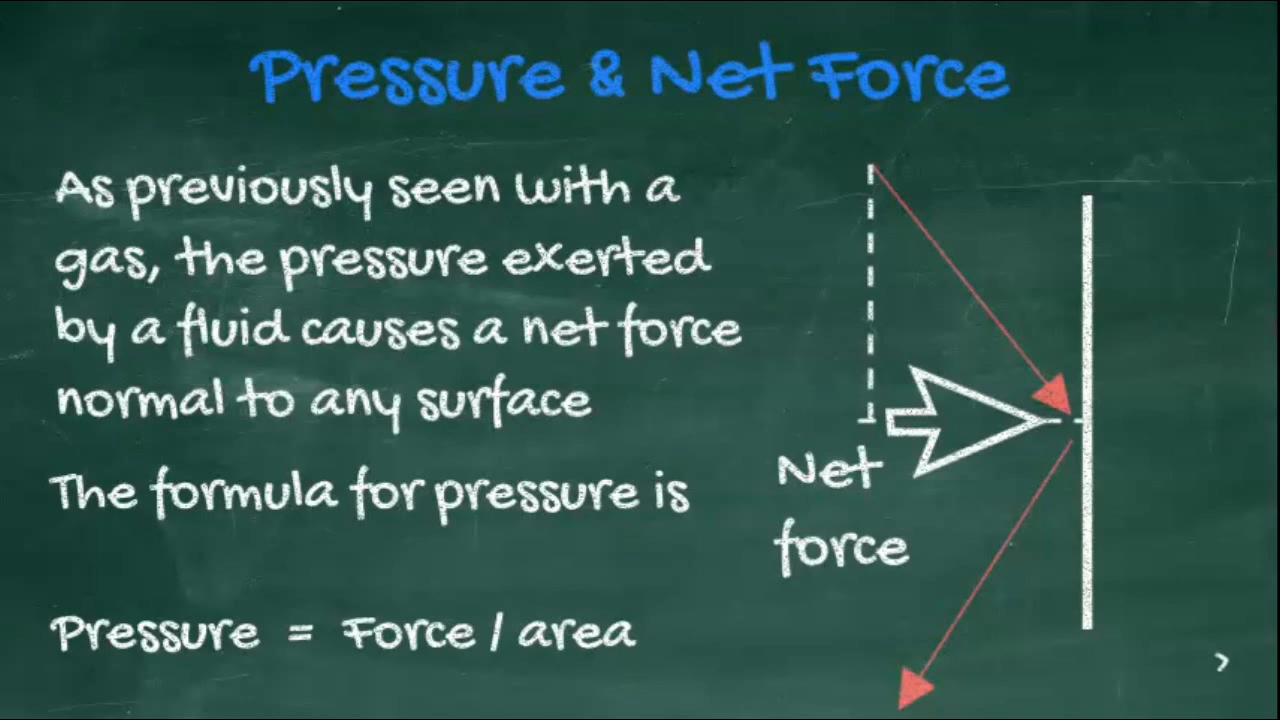 Pressure & Net Force
As previously seen with a
gas, the pressure exerted
by a fluid causes a net force
normal to any surface
The formula for pressure is
Pressure = Force / area
Net
force